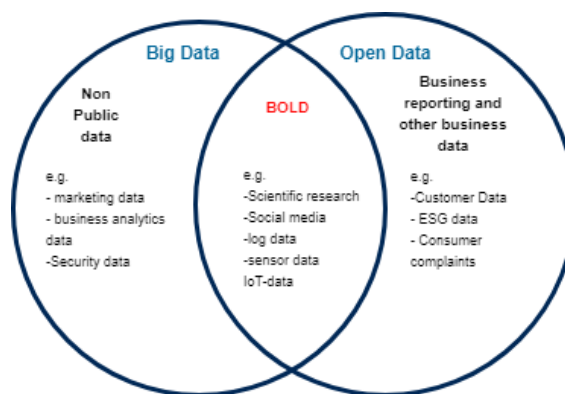 Big Data
Open Data
Non
Public
data
e.g.
- marketing data
- business analytics
data
-Security data
BOLD
e.g.
-Scientific research
-Social media
-log data
-sensor data
IoT-data
Business
reporting and
other business
data
e.g.
-Customer Data
- ESG data
- Consumer
complaints